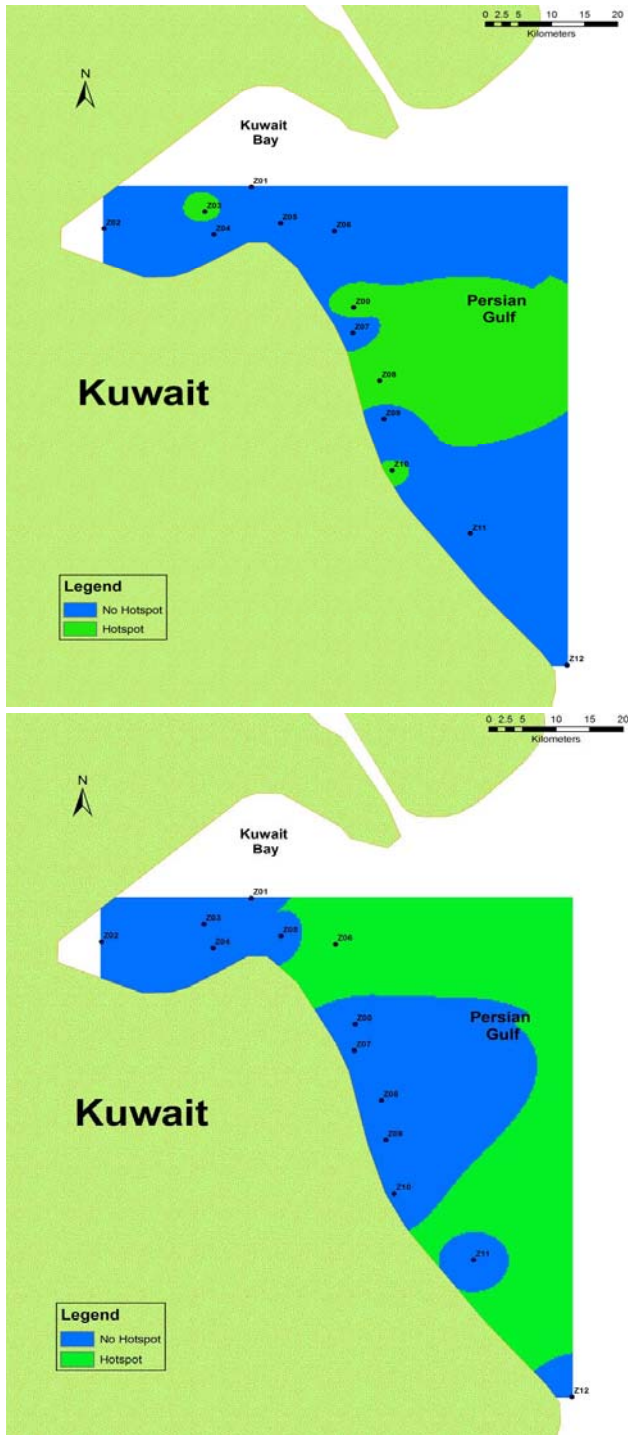 0 2.5 5 10 15 20
Kilometers
N
Kuwait
Bay
Z01
Z03
Z02
Z05
Z04
Z06
Persian
Gulf
Z00
Z07
Z08
Kuwait
Z09
Z10
Z11
Legend
No Hotspot
Hotspot
Z12
0 2.5 5 10 15 20
Kilometers
N
Kuwait
Bay
Z01
Z03
Z05
Z02
Z04
Z06
Persian
Gulf
Z00
Z07
Z08
Kuwait
Z09
Z10
Z11
Legend
No Hotspot
Hotspot
Z12